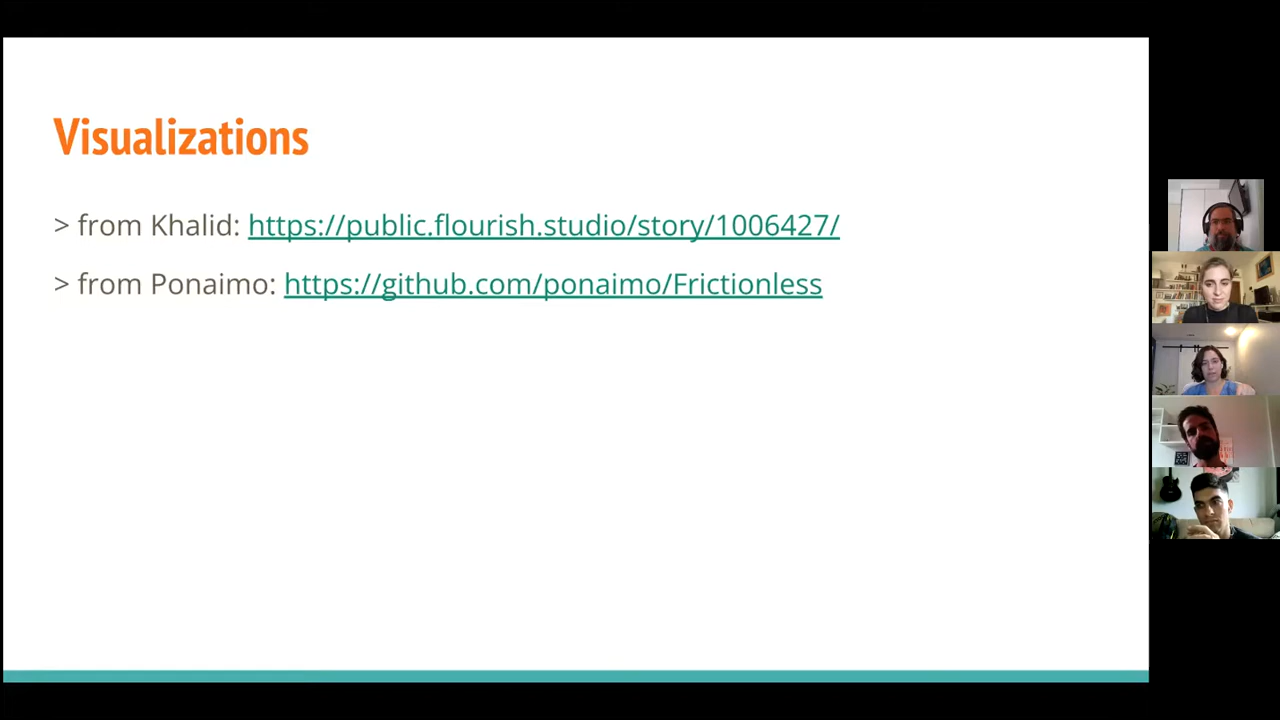 Visualizations
> from Khalid: https://public.flourish.studio/story/1006427/
> from Ponaimo: https://github.com/ponaimo/Frictionless